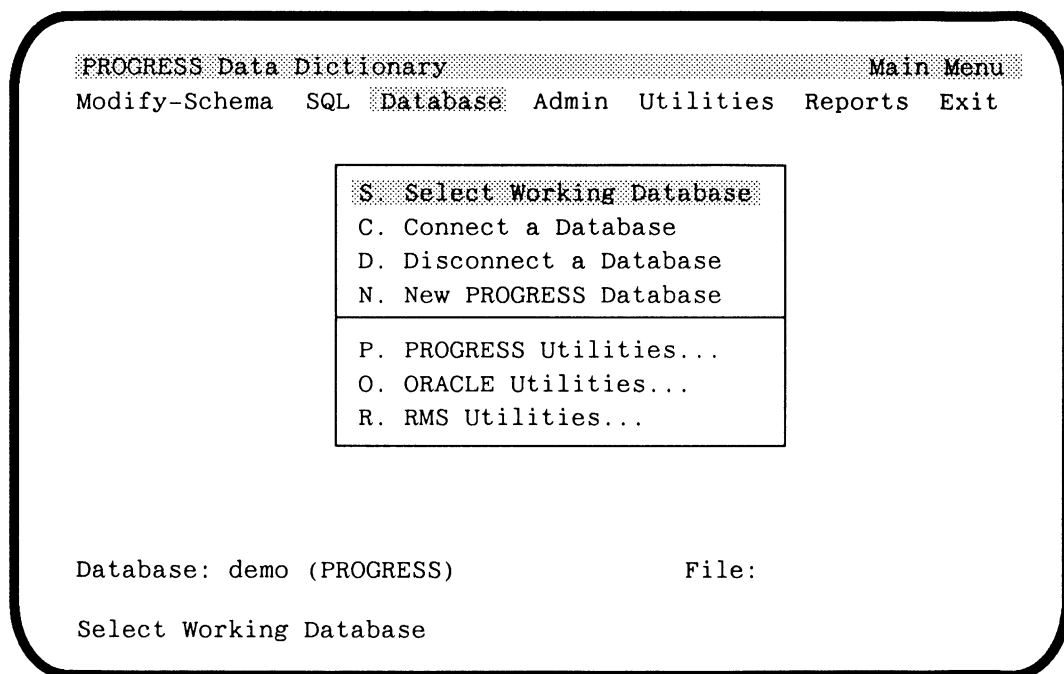 PROGRESS Data Dictionary Main Menu
Modify-Schema SQL Database Admin Utilities Reports Exit
S. Select Working Database
C. Connect a Database
D. Disconnect a Database
N. New PROGRESS Database
P. PROGRESS Utilities...
O. ORACLE Utilities...
R. RMS Utilities...
Database: demo (PROGRESS) File:
Select Working Database